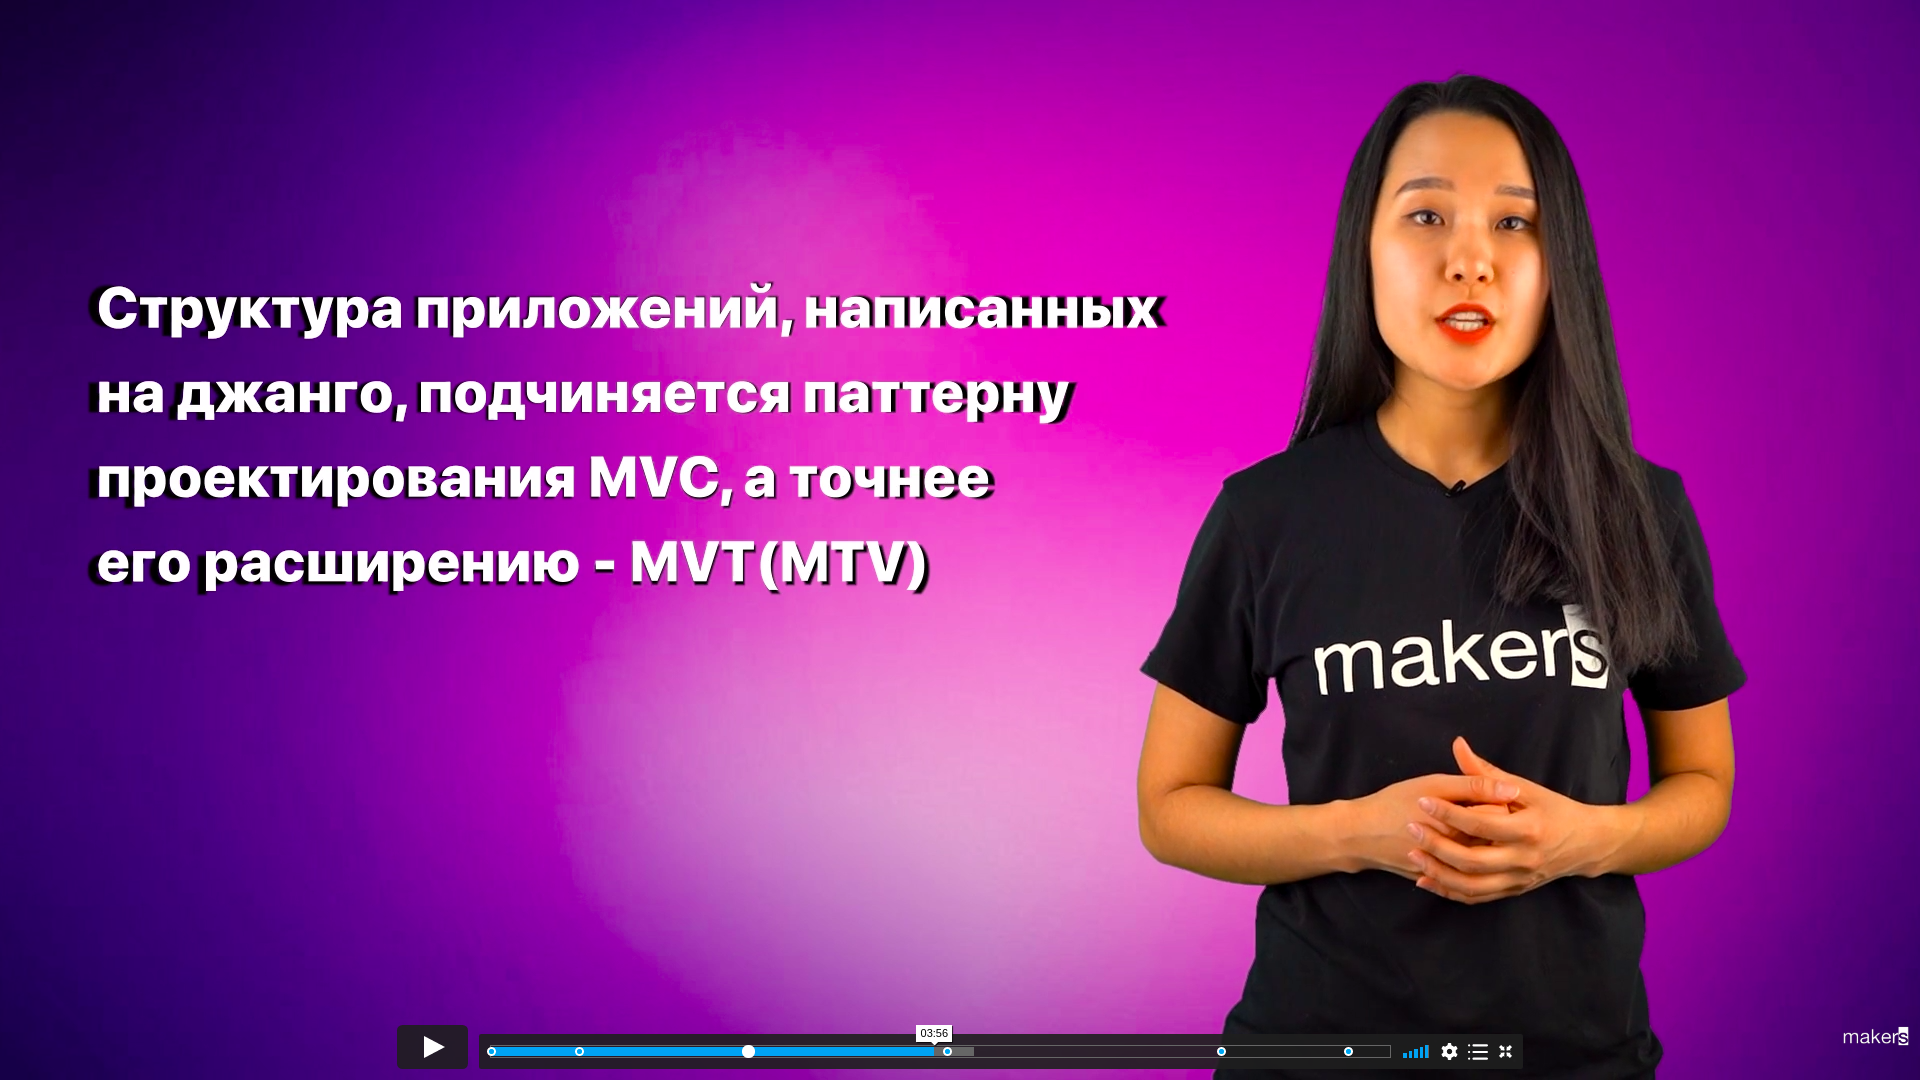 Структура приложений, написанных
на джанго, подчиняется паттерну
проектирования MVC, а точнее
его расширению - MVT(MTV)
makers
03:56
makers